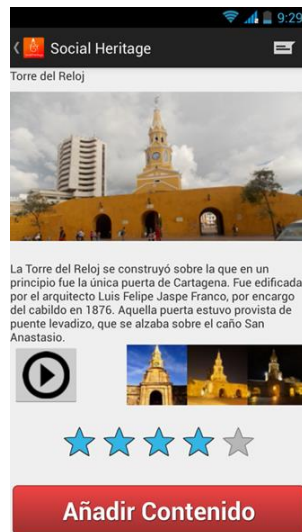 9:29
Social Heritage
Torre del Reloj
La Torre del Reloj se construyó sobre la que en un
principio fue la única puerta de Cartagena. Fue edificada
por el arquitecto Luis Felipe Jaspe Franco, por encargo
del cabildo en 1876. Aquella puerta estuvo provista de
puente levadizo, que se alzaba sobre el caño San
Anastasio.
Añadir Contenido